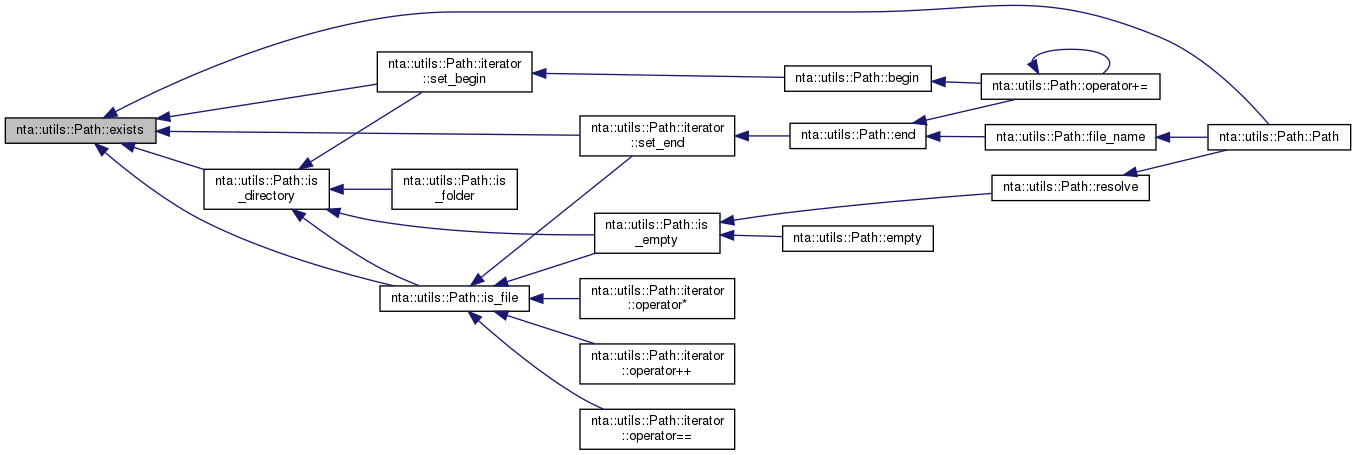 nta::utils::Path::exists
nta::utils::Path::iterator
::set_begin
nta::utils::Path::is
_directory
nta::utils::Path::is
_folder
nta::utils::Path::is_file
nta::utils::Path::iterator
::set_end
nta::utils::Path::is
_empty
nta::utils::Path::iterator
::operator*
nta::utils::Path::iterator
::operator++
nta::utils::Path::iterator
::operator==
nta::utils::Path::begin
nta::utils::Path::end
nta::utils::Path::empty
nta::utils::Path::operator+=
nta::utils::Path::file_name
nta::utils::Path::resolve
nta::utils::Path::Path